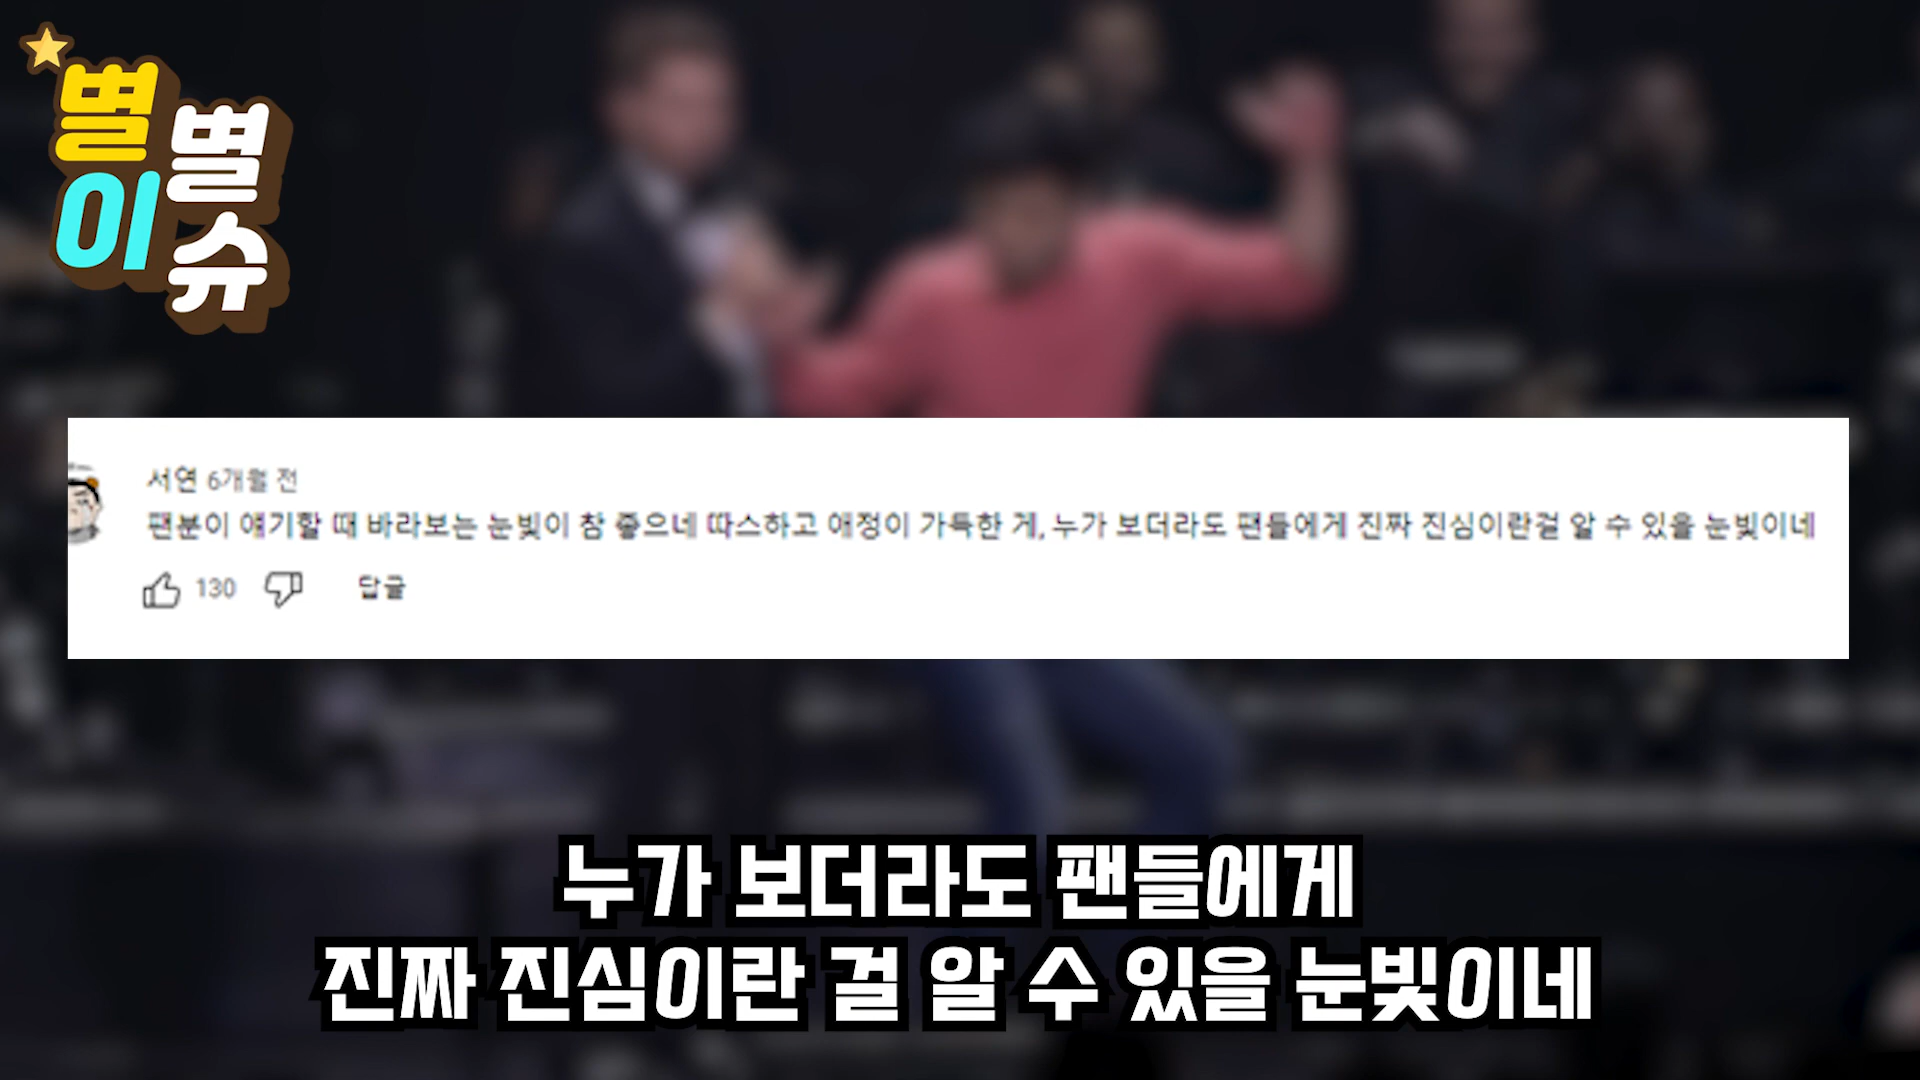 별별
이슈
서연 6개월 전
팬분이 얘기할 때 바라보는 눈빛이 참 좋으네 따스하고 애정이 가득한 게, 누가 보더라도 팬들에게 진짜 진심이란걸 알 수 있을 눈빛이네
130 답글
누가 보더라도 팬들에게
진짜 진심이란 걸 알 수 있을 눈빛이네